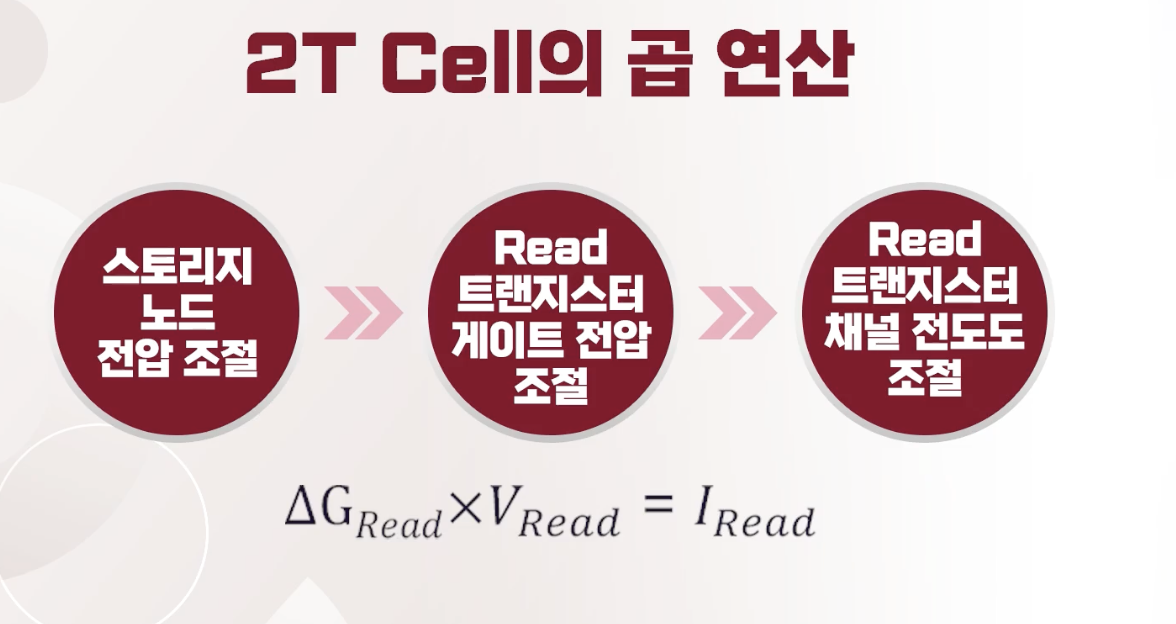 2T Cell의 곱 연산
스토리지
노드
전압 조절
Read
트랜지스터
게이트 전압
조절
Read
트랜지스터
채널 전도도
조절
ΔG_Read×V_Read = I_Read